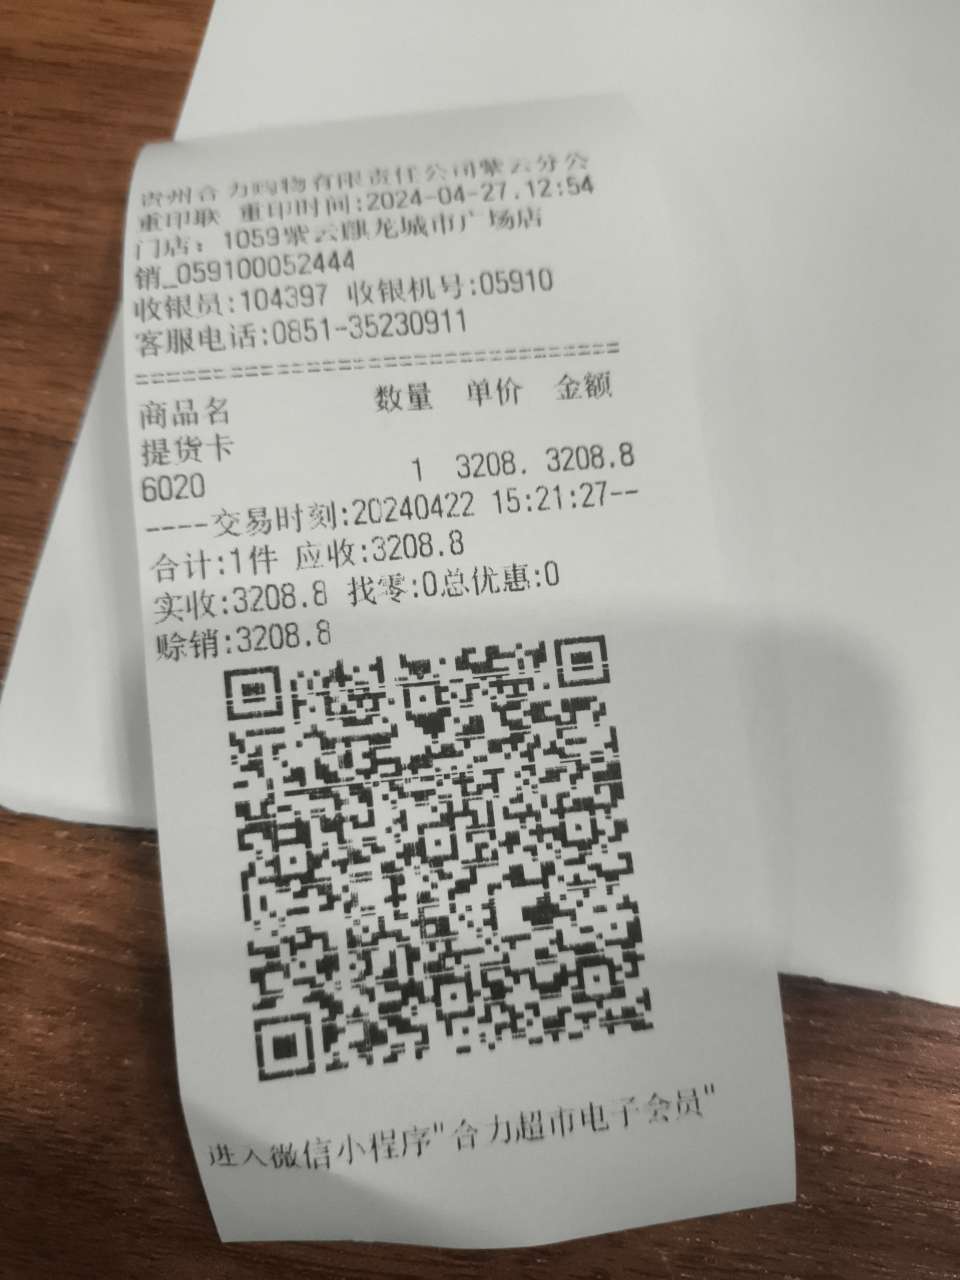 贵州合力购物有限责任公司紫云分公
重印联 重印时间:2024-04-27.12:54
门店: 1059紫云麒龙城市广场店
销_059100052444
收银员:104397 收银机号:05910
客服电话:0851-35230911
===============================
商品名 数量 单价 金额
提货卡
6020 1 3208. 3208.8
----交易时刻:20240422 15:21:27--
合计:1件 应收:3208.8
实收:3208.8 找零:0总优惠:0
赊销:3208.8
进入微信小程序"合力超市电子会员"